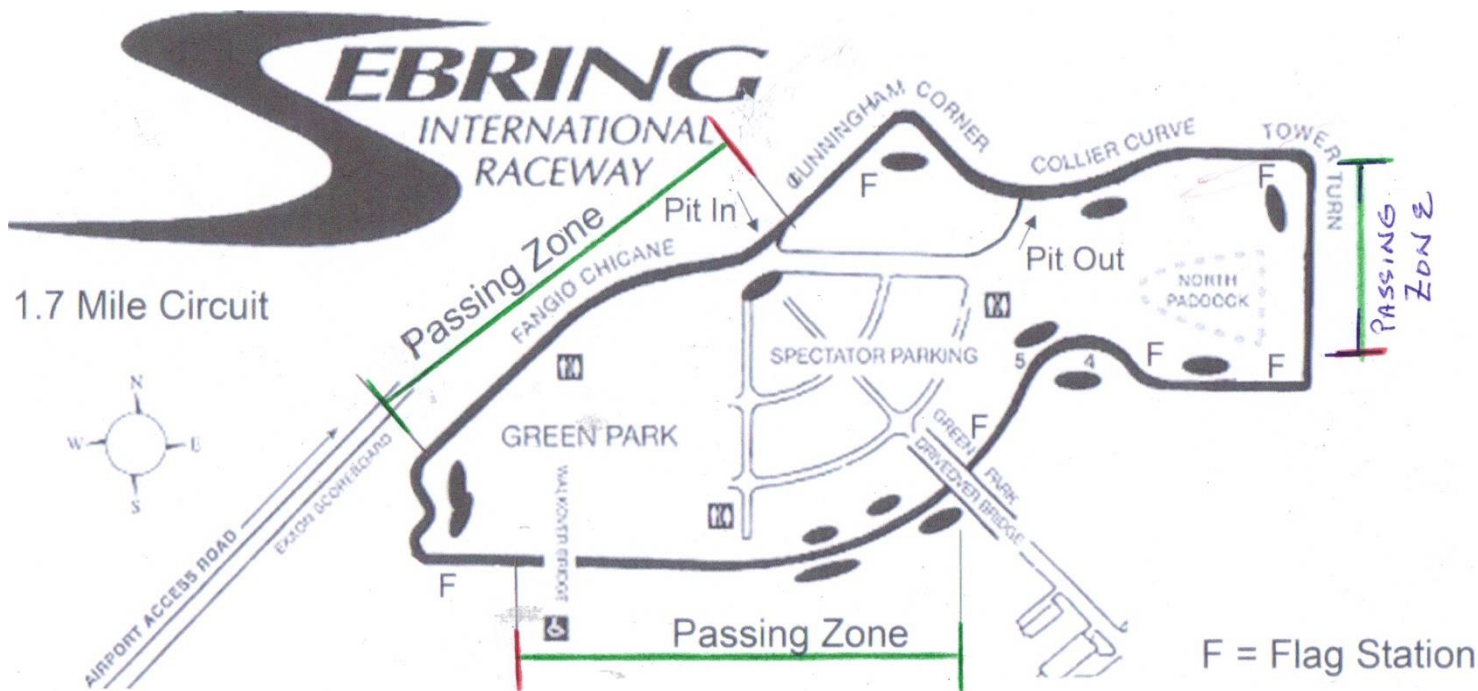 SEBRING
INTERNATIONAL
RACEWAY
CUNNINGHAM CORNER
COLLIER CURVE
TOWER TURN
F
F
Pit In
Passing Zone
FANGIO CHICANE
Pit Out
PASSING
ZONE
NORTH
PADDOCK
1.7 Mile Circuit
SPECTATOR PARKING
5
4
F
F
N
W
E
S
GREEN PARK
F
GREEN PARK
DRIVEOVER BRIDGE
AIRPORT ACCESS ROAD
EXXON SCOREBOARD
WALKOVER BRIDGE
F
Passing Zone
F = Flag Station